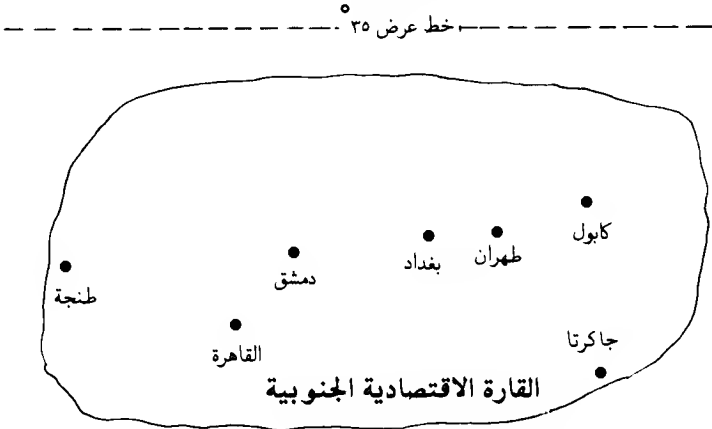 خط عرض ٣٥°
كابول
طهران
بغداد
دمشق
طنجة
القاهرة
جاكرتا
القارة الاقتصادية الجنوبية